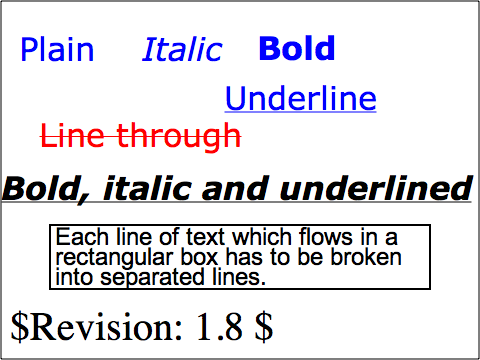 Plain Italic Bold
Underline
Line through
Bold, italic and underlined
Each line of text which flows in a
rectangular box has to be broken
into separated lines.
$Revision: 1.8 $